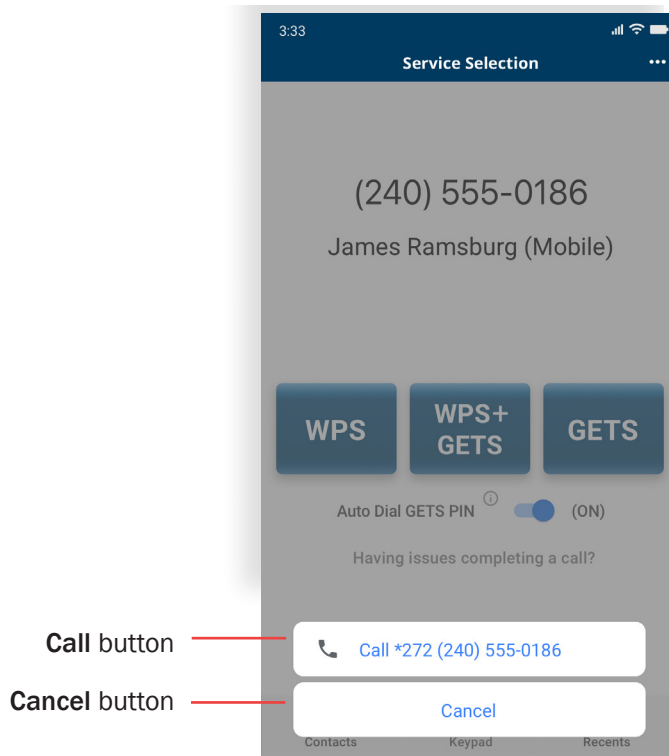 3:33
Service Selection
(240) 555-0186
James Ramsburg (Mobile)
WPS
WPS+
GETS
GETS
Auto Dial GETS PIN
(ON)
Having issues completing a call?
Call button
Call *272 (240) 555-0186
Cancel button
Cancel
Contacts
Keypad
Recents